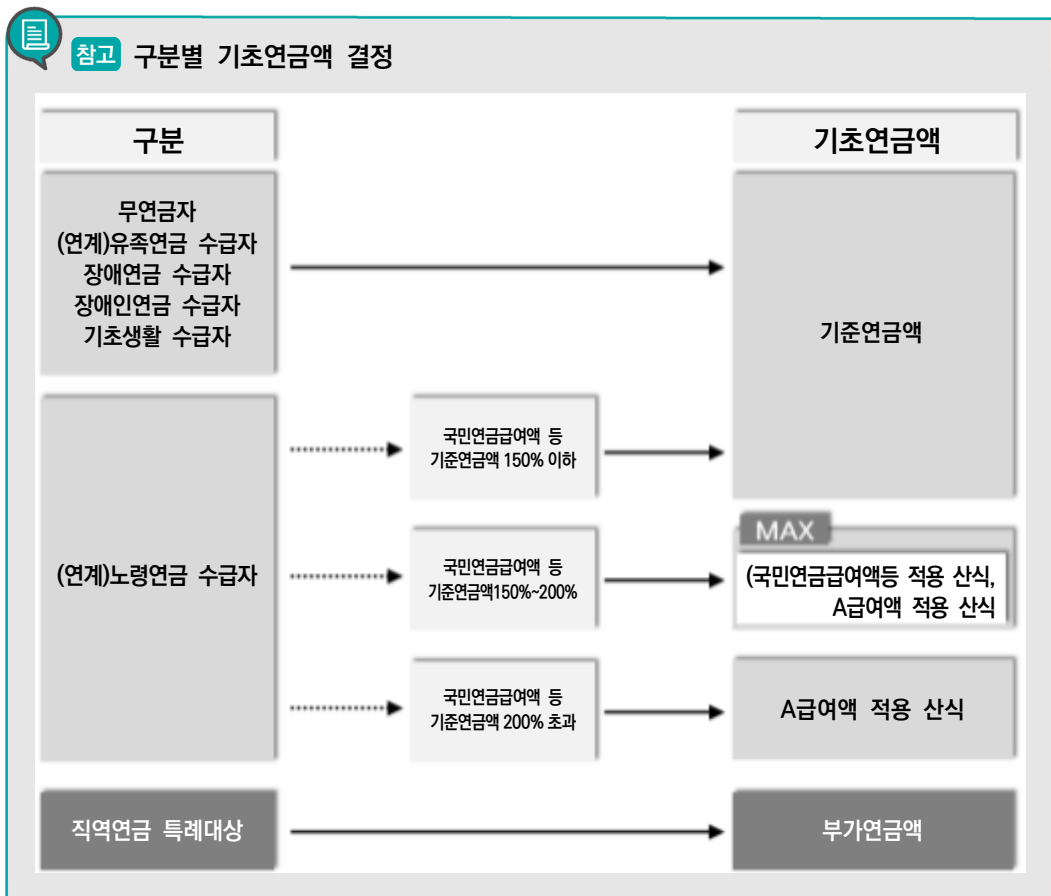 참고 구분별 기초연금액 결정
구분
기초연금액
무연금자
(연계)유족연금 수급자
장애연금 수급자
장애인연금 수급자
기초생활 수급자
기준연금액
(연계)노령연금 수급자
국민연금급여액 등
기준연금액 150% 이하
국민연금급여액 등
기준연금액150%~200%
MAX
(국민연금급여액등 적용 산식,
A급여액 적용 산식
국민연금급여액 등
기준연금액 200% 초과
A급여액 적용 산식
직역연금 특례대상
부가연금액